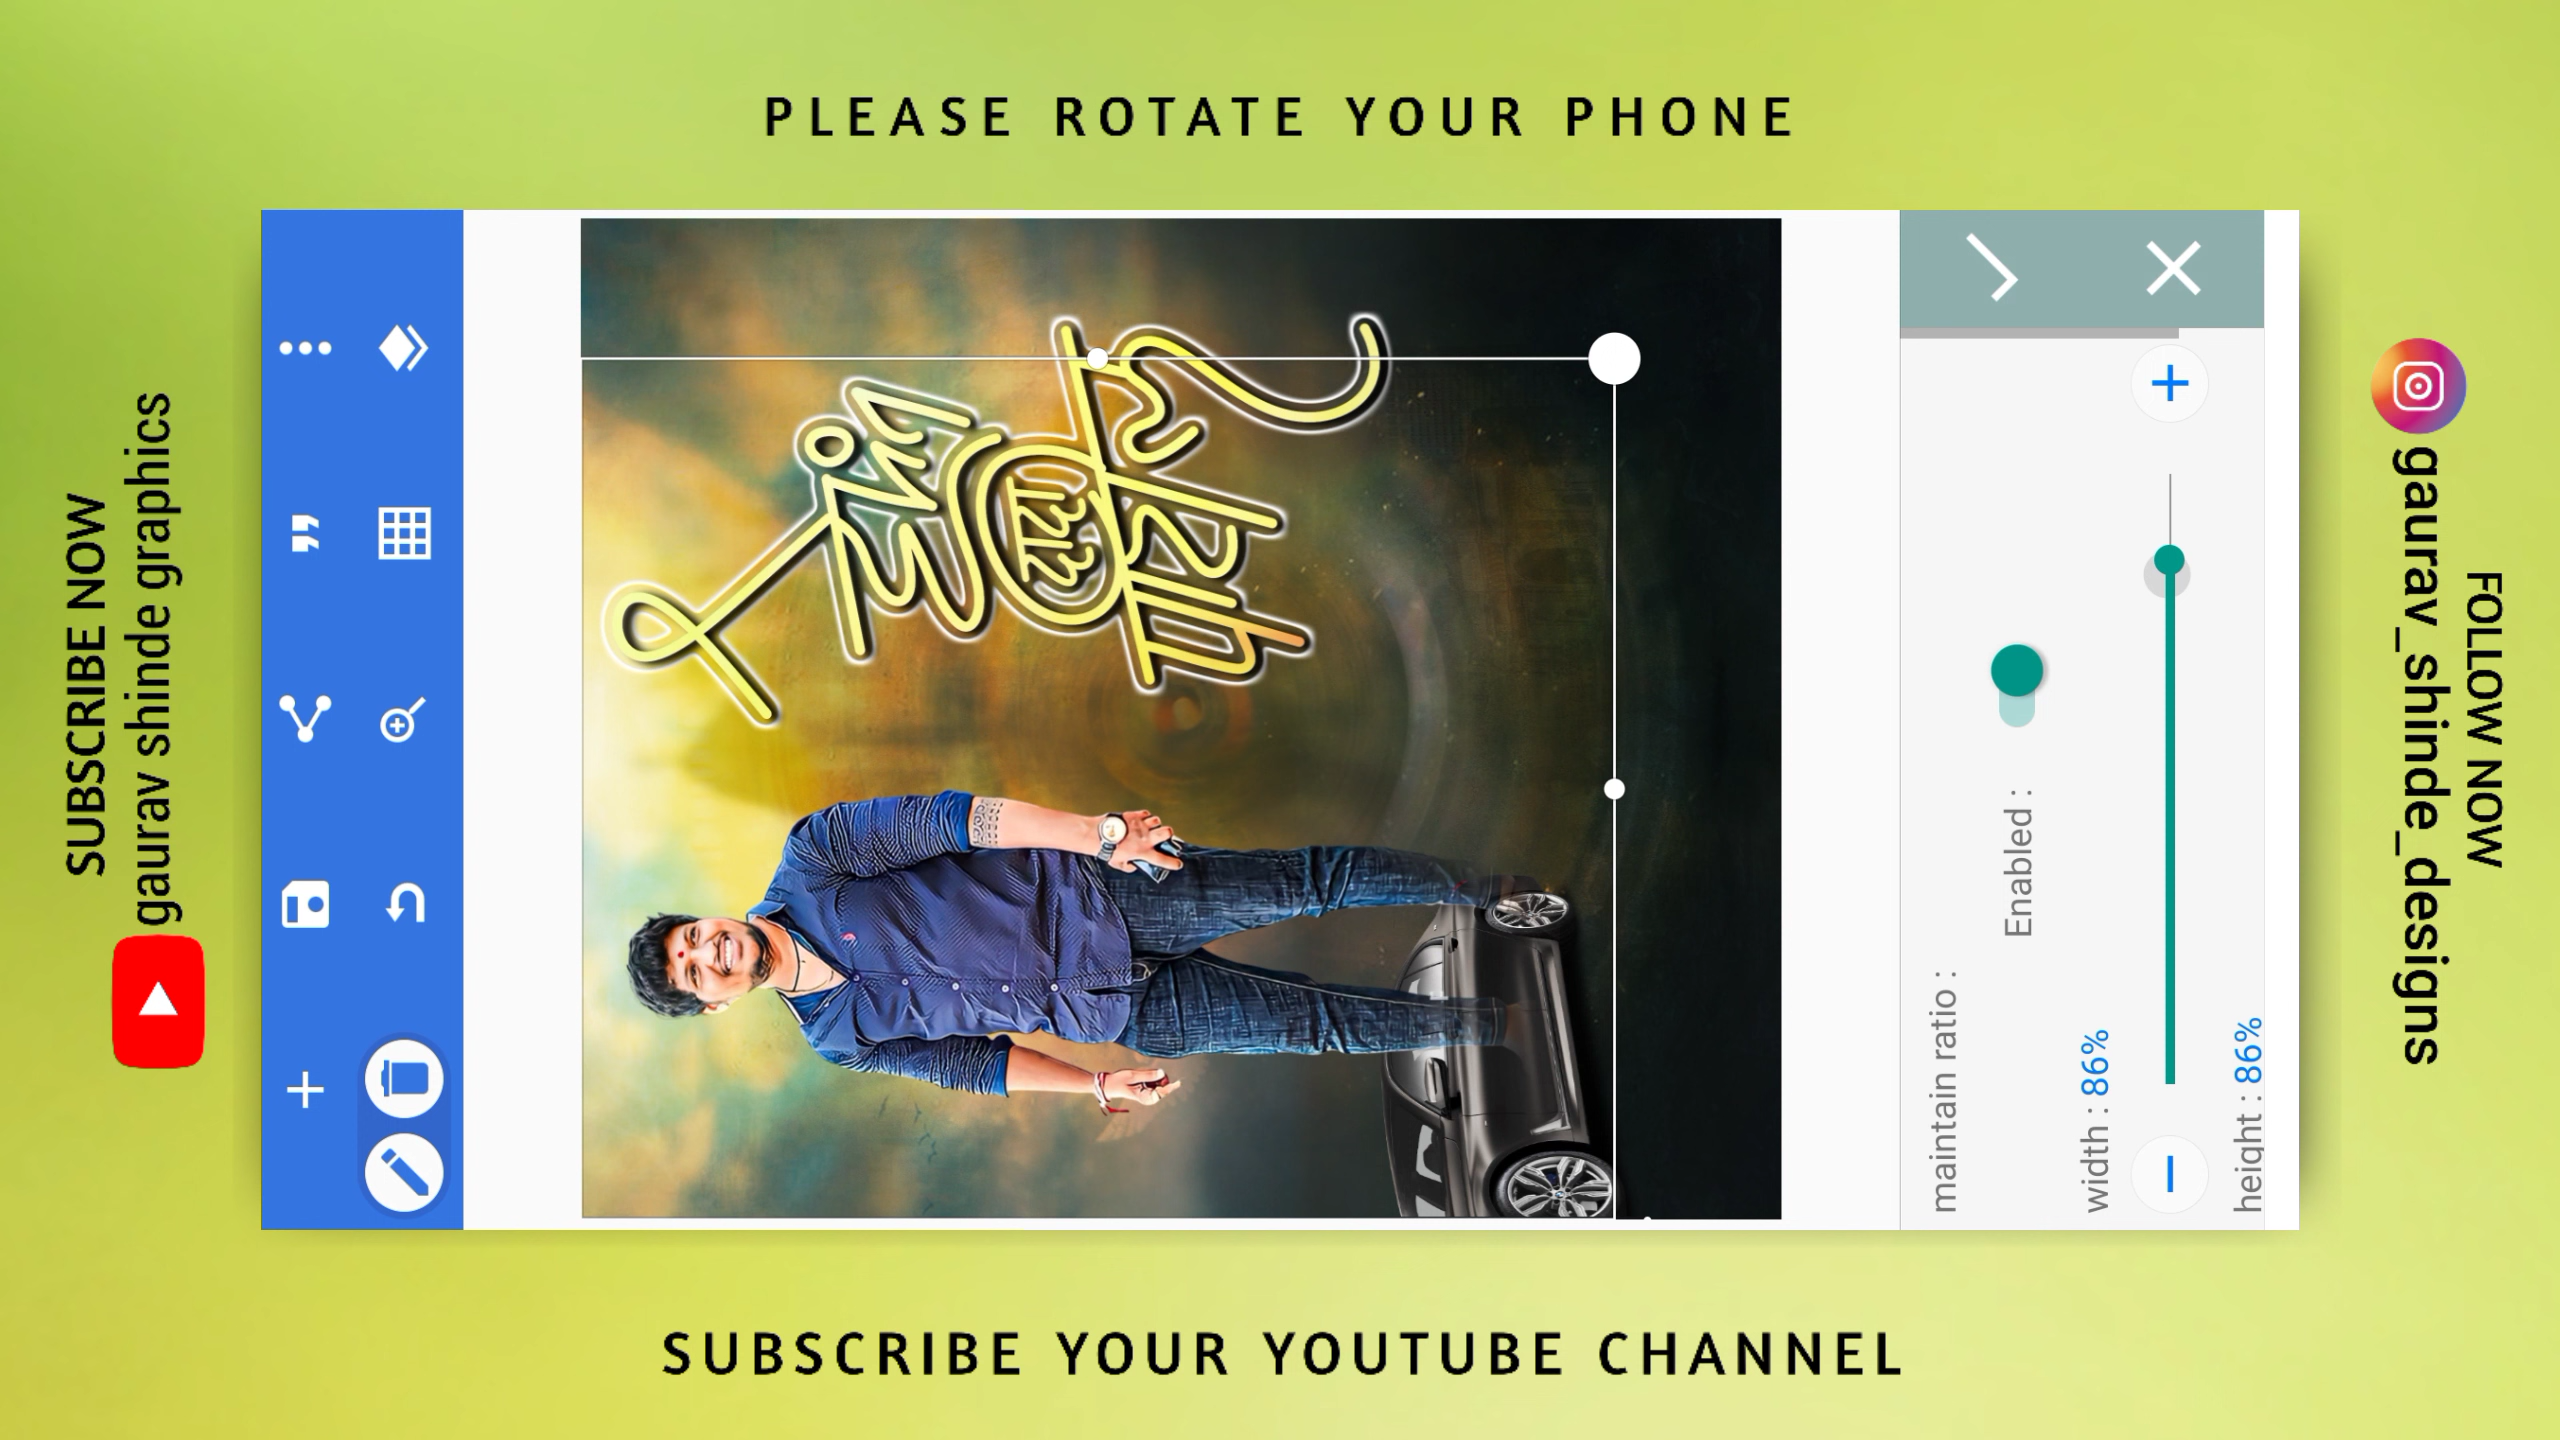 PLEASE ROTATE YOUR PHONE
SUBSCRIBE NOW
gaurav shinde graphics
दादा
maintain ratio :
Enabled :
width : 86%
height : 86%
FOLLOW NOW
gaurav_shinde_designs
SUBSCRIBE YOUR YOUTUBE CHANNEL